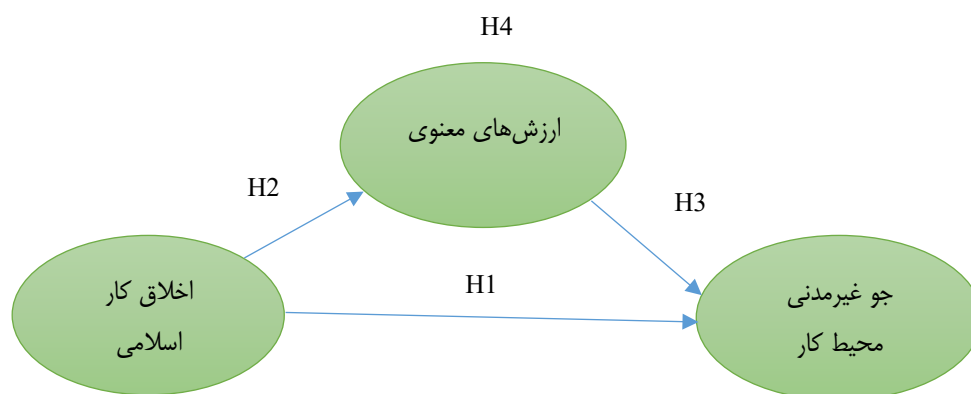 H4
ارزش‌های معنوی
H2
H3
اخلاق کار
اسلامی
H1
جو غیرمدنی
محیط کار